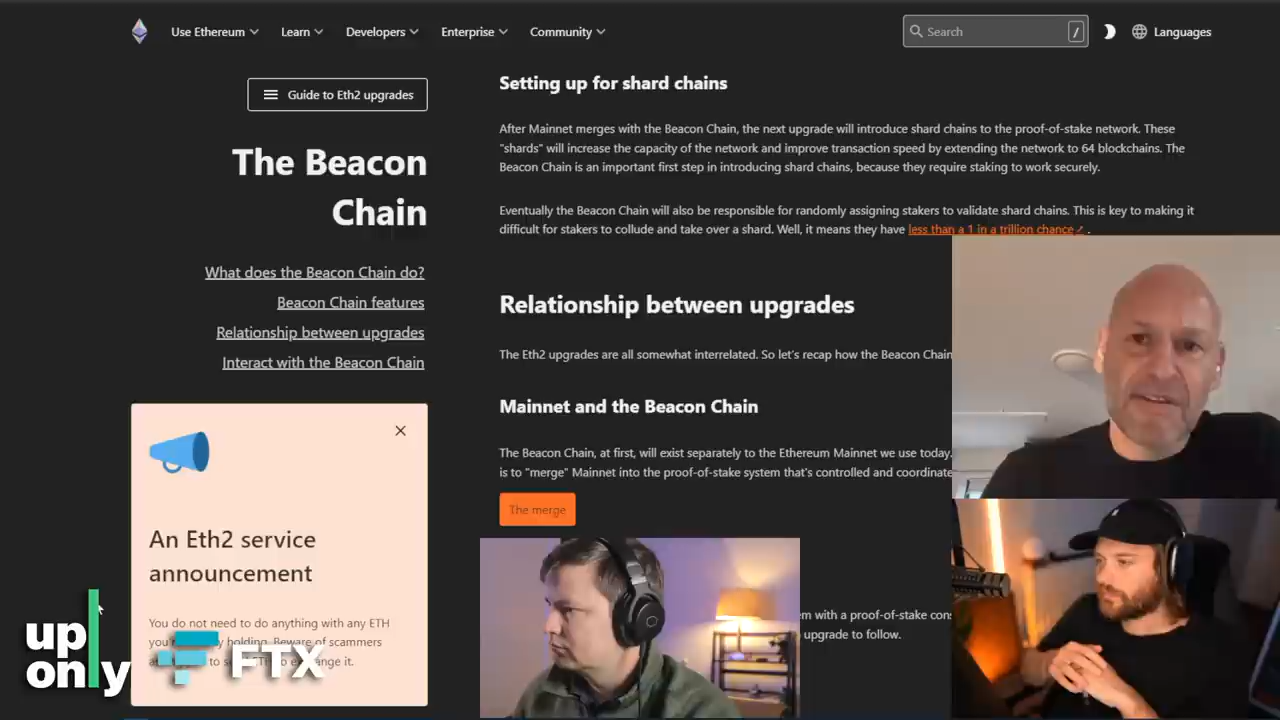 Use Ethereum
Learn
Developers
Enterprise
Community
Search
/
Languages
Guide to Eth2 upgrades
The Beacon
Chain
What does the Beacon Chain do?
Beacon Chain features
Relationship between upgrades
Interact with the Beacon Chain
An Eth2 service
announcement
You do not need to do anything with any ETH
holding. Beware of scammers
to exchange it.
Setting up for shard chains
After Mainnet merges with the Beacon Chain, the next upgrade will introduce shard chains to the proof-of-stake network. These
"shards" will increase the capacity of the network and improve transaction speed by extending the network to 64 blockchains. The
Beacon Chain is an important first step in introducing shard chains, because they require staking to work securely.
Eventually the Beacon Chain will also be responsible for randomly assigning stakers to validate shard chains. This is key to making it
difficult for stakers to collude and take over a shard. Well, it means they have less than a 1 in a trillion chance .
Relationship between upgrades
The Eth2 upgrades are all somewhat interrelated. So let's recap how the Beacon Chain
Mainnet and the Beacon Chain
The Beacon Chain, at first, will exist separately to the Ethereum Mainnet we use today.
is to "merge" Mainnet into the proof-of-stake system that's controlled and coordinate
The merge
with a proof-of-stake
upgrade to follow.
up
only
FTX